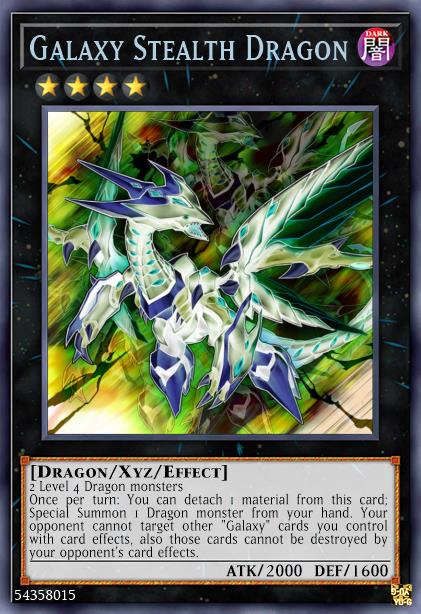 Galaxy Stealth Dragon
DARK
闇
[Dragon/Xyz/Effect]
2 Level 4 Dragon monsters
Once per turn: You can detach 1 material from this card;
Special Summon 1 Dragon monster from your hand. Your
opponent cannot target other "Galaxy" cards you control
with card effects, also those cards cannot be destroyed by
your opponent's card effects.
ATK/2000 DEF/1600
54358015